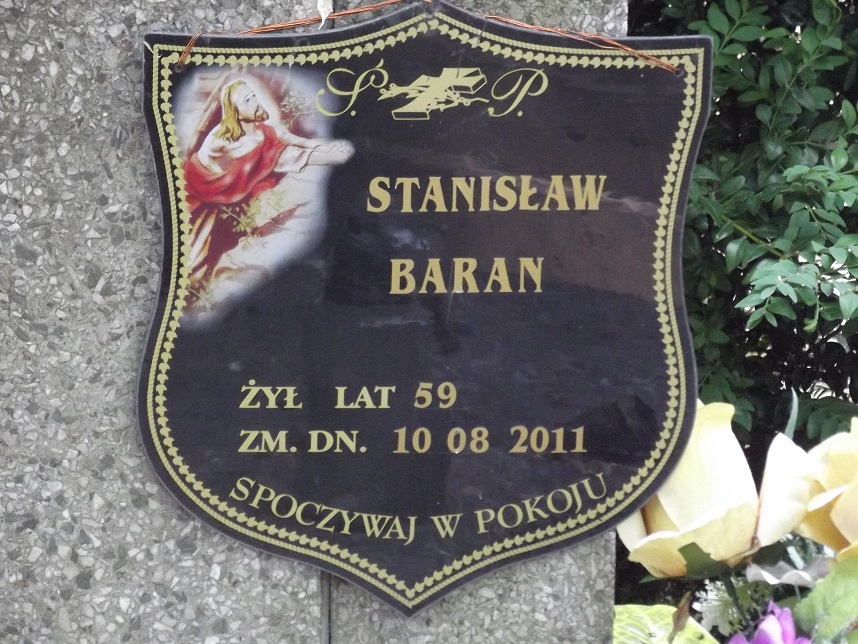 Ś. P.
STANISŁAW
BARAN
ŻYŁ LAT 59
ZM. DN. 10 08 2011
SPOCZYWAJ W POKOJU